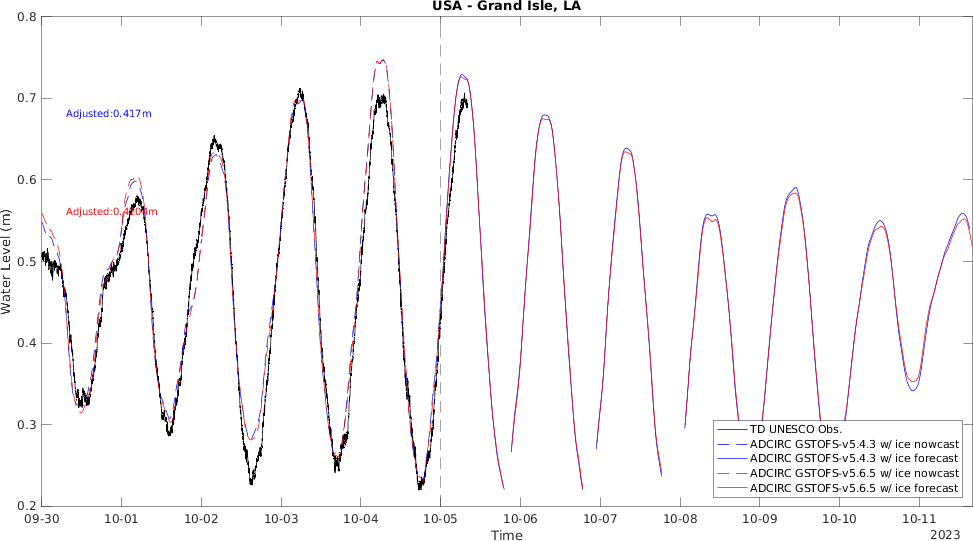 USA - Grand Isle, LA
0.8
0.7
0.6
0.5
0.4
0.3
0.2
Water Level (m)
Adjusted:0.417m
09-30
10-01
10-02
10-03
10-04
10-05
10-06
10-07
10-08
10-09
10-10
10-11
2023
Time
TD UNESCO Obs.
ADCIRC GSTOFS-v5.4.3 w/ ice nowcast
ADCIRC GSTOFS-v5.4.3 w/ ice forecast
ADCIRC GSTOFS-v5.6.5 w/ ice nowcast
ADCIRC GSTOFS-v5.6.5 w/ ice forecast